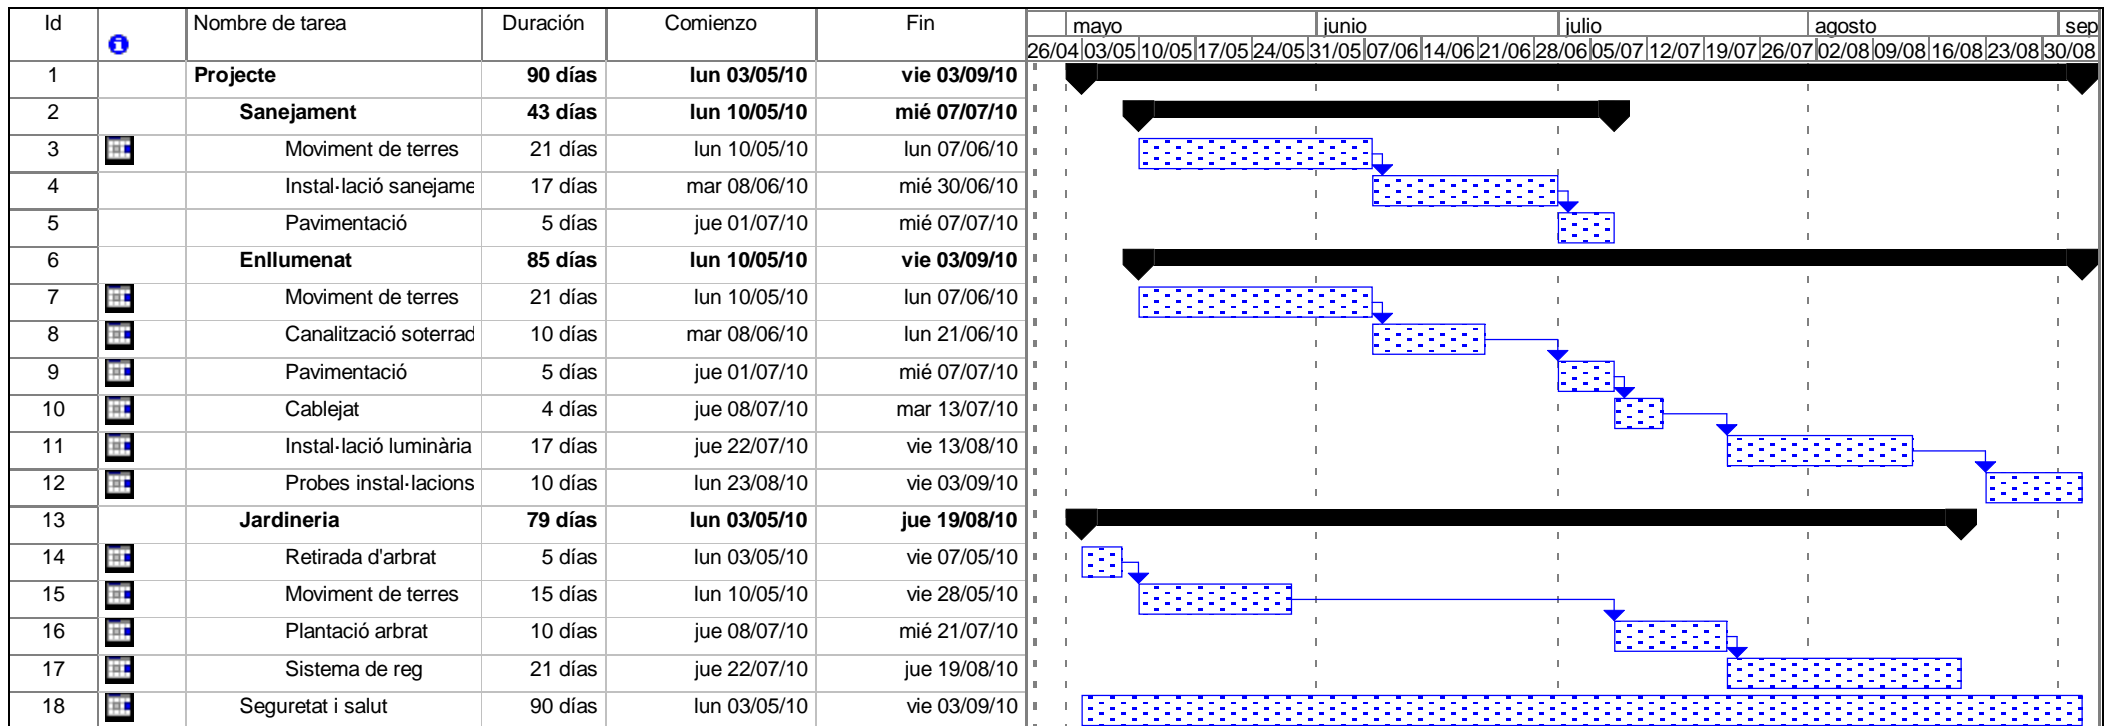 Id Nombre de tarea Duración Comienzo Fin mayo junio julio agosto sep
26/04 03/05 10/05 17/05 24/05 31/05 07/06 14/06 21/06 28/06 05/07 12/07 19/07 26/07 02/08 09/08 16/08 23/08 30/08
1 Projecte 90 días lun 03/05/10 vie 03/09/10
2 Sanejament 43 días lun 10/05/10 mié 07/07/10
3 Moviment de terres 21 días lun 10/05/10 lun 07/06/10
4 Instal·lació sanejame 17 días mar 08/06/10 mié 30/06/10
5 Pavimentació 5 días jue 01/07/10 mié 07/07/10
6 Enllumenat 85 días lun 10/05/10 vie 03/09/10
7 Moviment de terres 21 días lun 10/05/10 lun 07/06/10
8 Canalització soterrad 10 días mar 08/06/10 lun 21/06/10
9 Pavimentació 5 días jue 01/07/10 mié 07/07/10
10 Cablejat 4 días jue 08/07/10 mar 13/07/10
11 Instal·lació luminària 17 días jue 22/07/10 vie 13/08/10
12 Probes instal·lacions 10 días lun 23/08/10 vie 03/09/10
13 Jardineria 79 días lun 03/05/10 jue 19/08/10
14 Retirada d'arbrat 5 días lun 03/05/10 vie 07/05/10
15 Moviment de terres 15 días lun 10/05/10 vie 28/05/10
16 Plantació arbrat 10 días jue 08/07/10 mié 21/07/10
17 Sistema de reg 21 días jue 22/07/10 jue 19/08/10
18 Seguretat i salut 90 días lun 03/05/10 vie 03/09/10